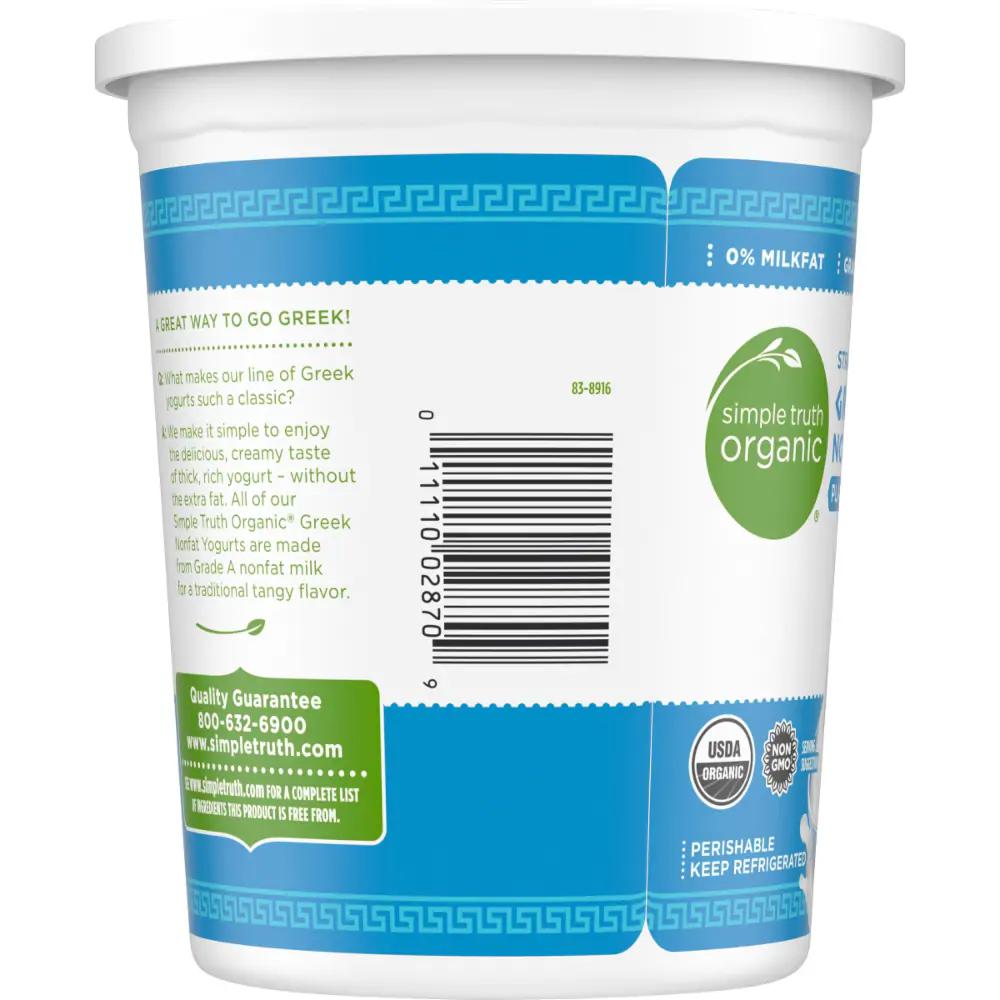 A GREAT WAY TO GO GREEK!
Q: What makes our line of Greek
yogurts such a classic?
A: We make it simple to enjoy
the delicious, creamy taste
of thick, rich yogurt – without
the extra fat. All of our
Simple Truth Organic® Greek
Nonfat Yogurts are made
from Grade A nonfat milk
for a traditional tangy flavor.
Quality Guarantee
800-632-6900
www.simpletruth.com
SEE www.simpletruth.com FOR A COMPLETE LIST
OF INGREDIENTS THIS PRODUCT IS FREE FROM.
83-8916
0 11110 02870 9
0% MILKFAT
simple truth
organic®
USDA
ORGANIC
NON
GMO
SERVING
PERISHABLE
KEEP REFRIGERATED